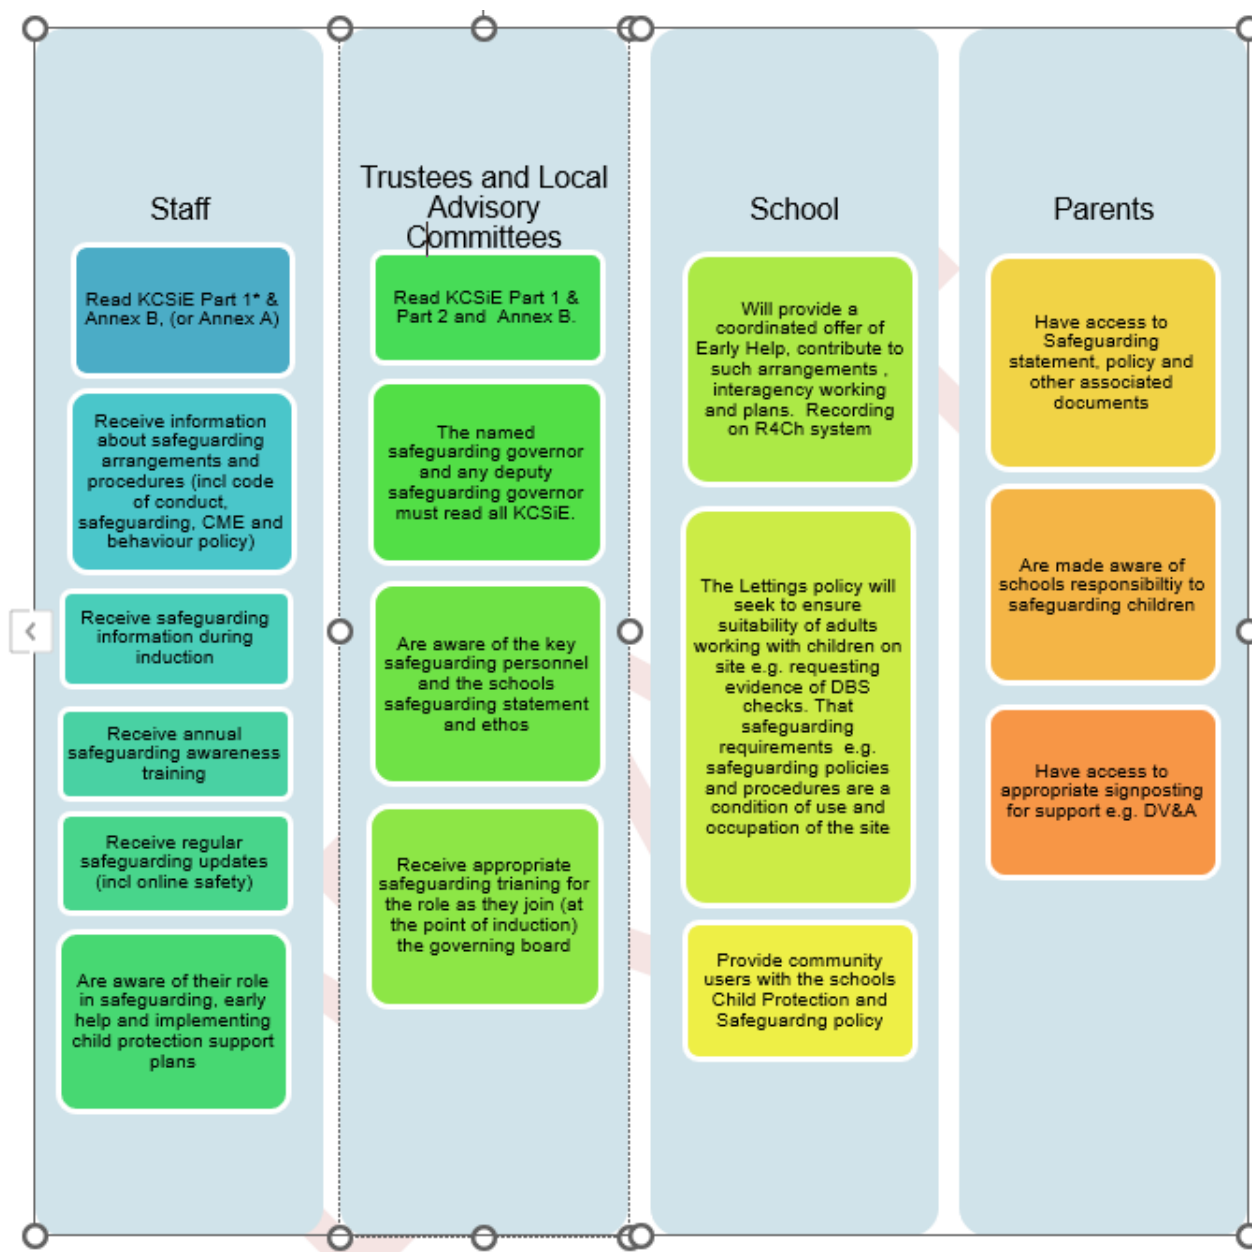 Staff
Read KCSiE Part 1* &
Annex B, (or Annex A)
Receive information
about safeguarding
arrangements and
procedures (incl code
of conduct,
safeguarding, CME and
behaviour policy)
Receive safeguarding
information during
induction
Receive annual
safeguarding awareness
training
Receive regular
safeguarding updates
(incl online safety)
Are aware of their role
in safeguarding, early
help and implementing
child protection support
plans
Trustees and Local
Advisory
Committees
Read KCSiE Part 1 &
Part 2 and Annex B.
The named
safeguarding governor
and any deputy
safeguarding governor
must read all KCSiE.
Are aware of the key
safeguarding personnel
and the schools
safeguarding statement
and ethos
Receive appropriate
safeguarding trianing for
the role as they join (at
the point of induction)
the governing board
School
Will provide a
coordinated offer of
Early Help, contribute to
such arrangements ,
interagency working
and plans. Recording
on R4Ch system
The Lettings policy will
seek to ensure
suitability of adults
working with children on
site e.g. requesting
evidence of DBS
checks. That
safeguarding
requirements e.g.
safeguarding policies
and procedures are a
condition of use and
occupation of the site
Provide community
users with the schools
Child Protection and
Safeguardng policy
Parents
Have access to
Safeguarding
statement, policy and
other associated
documents
Are made aware of
schools responsibiltiy to
safeguarding children
Have access to
appropriate signposting
for support e.g. DV&A